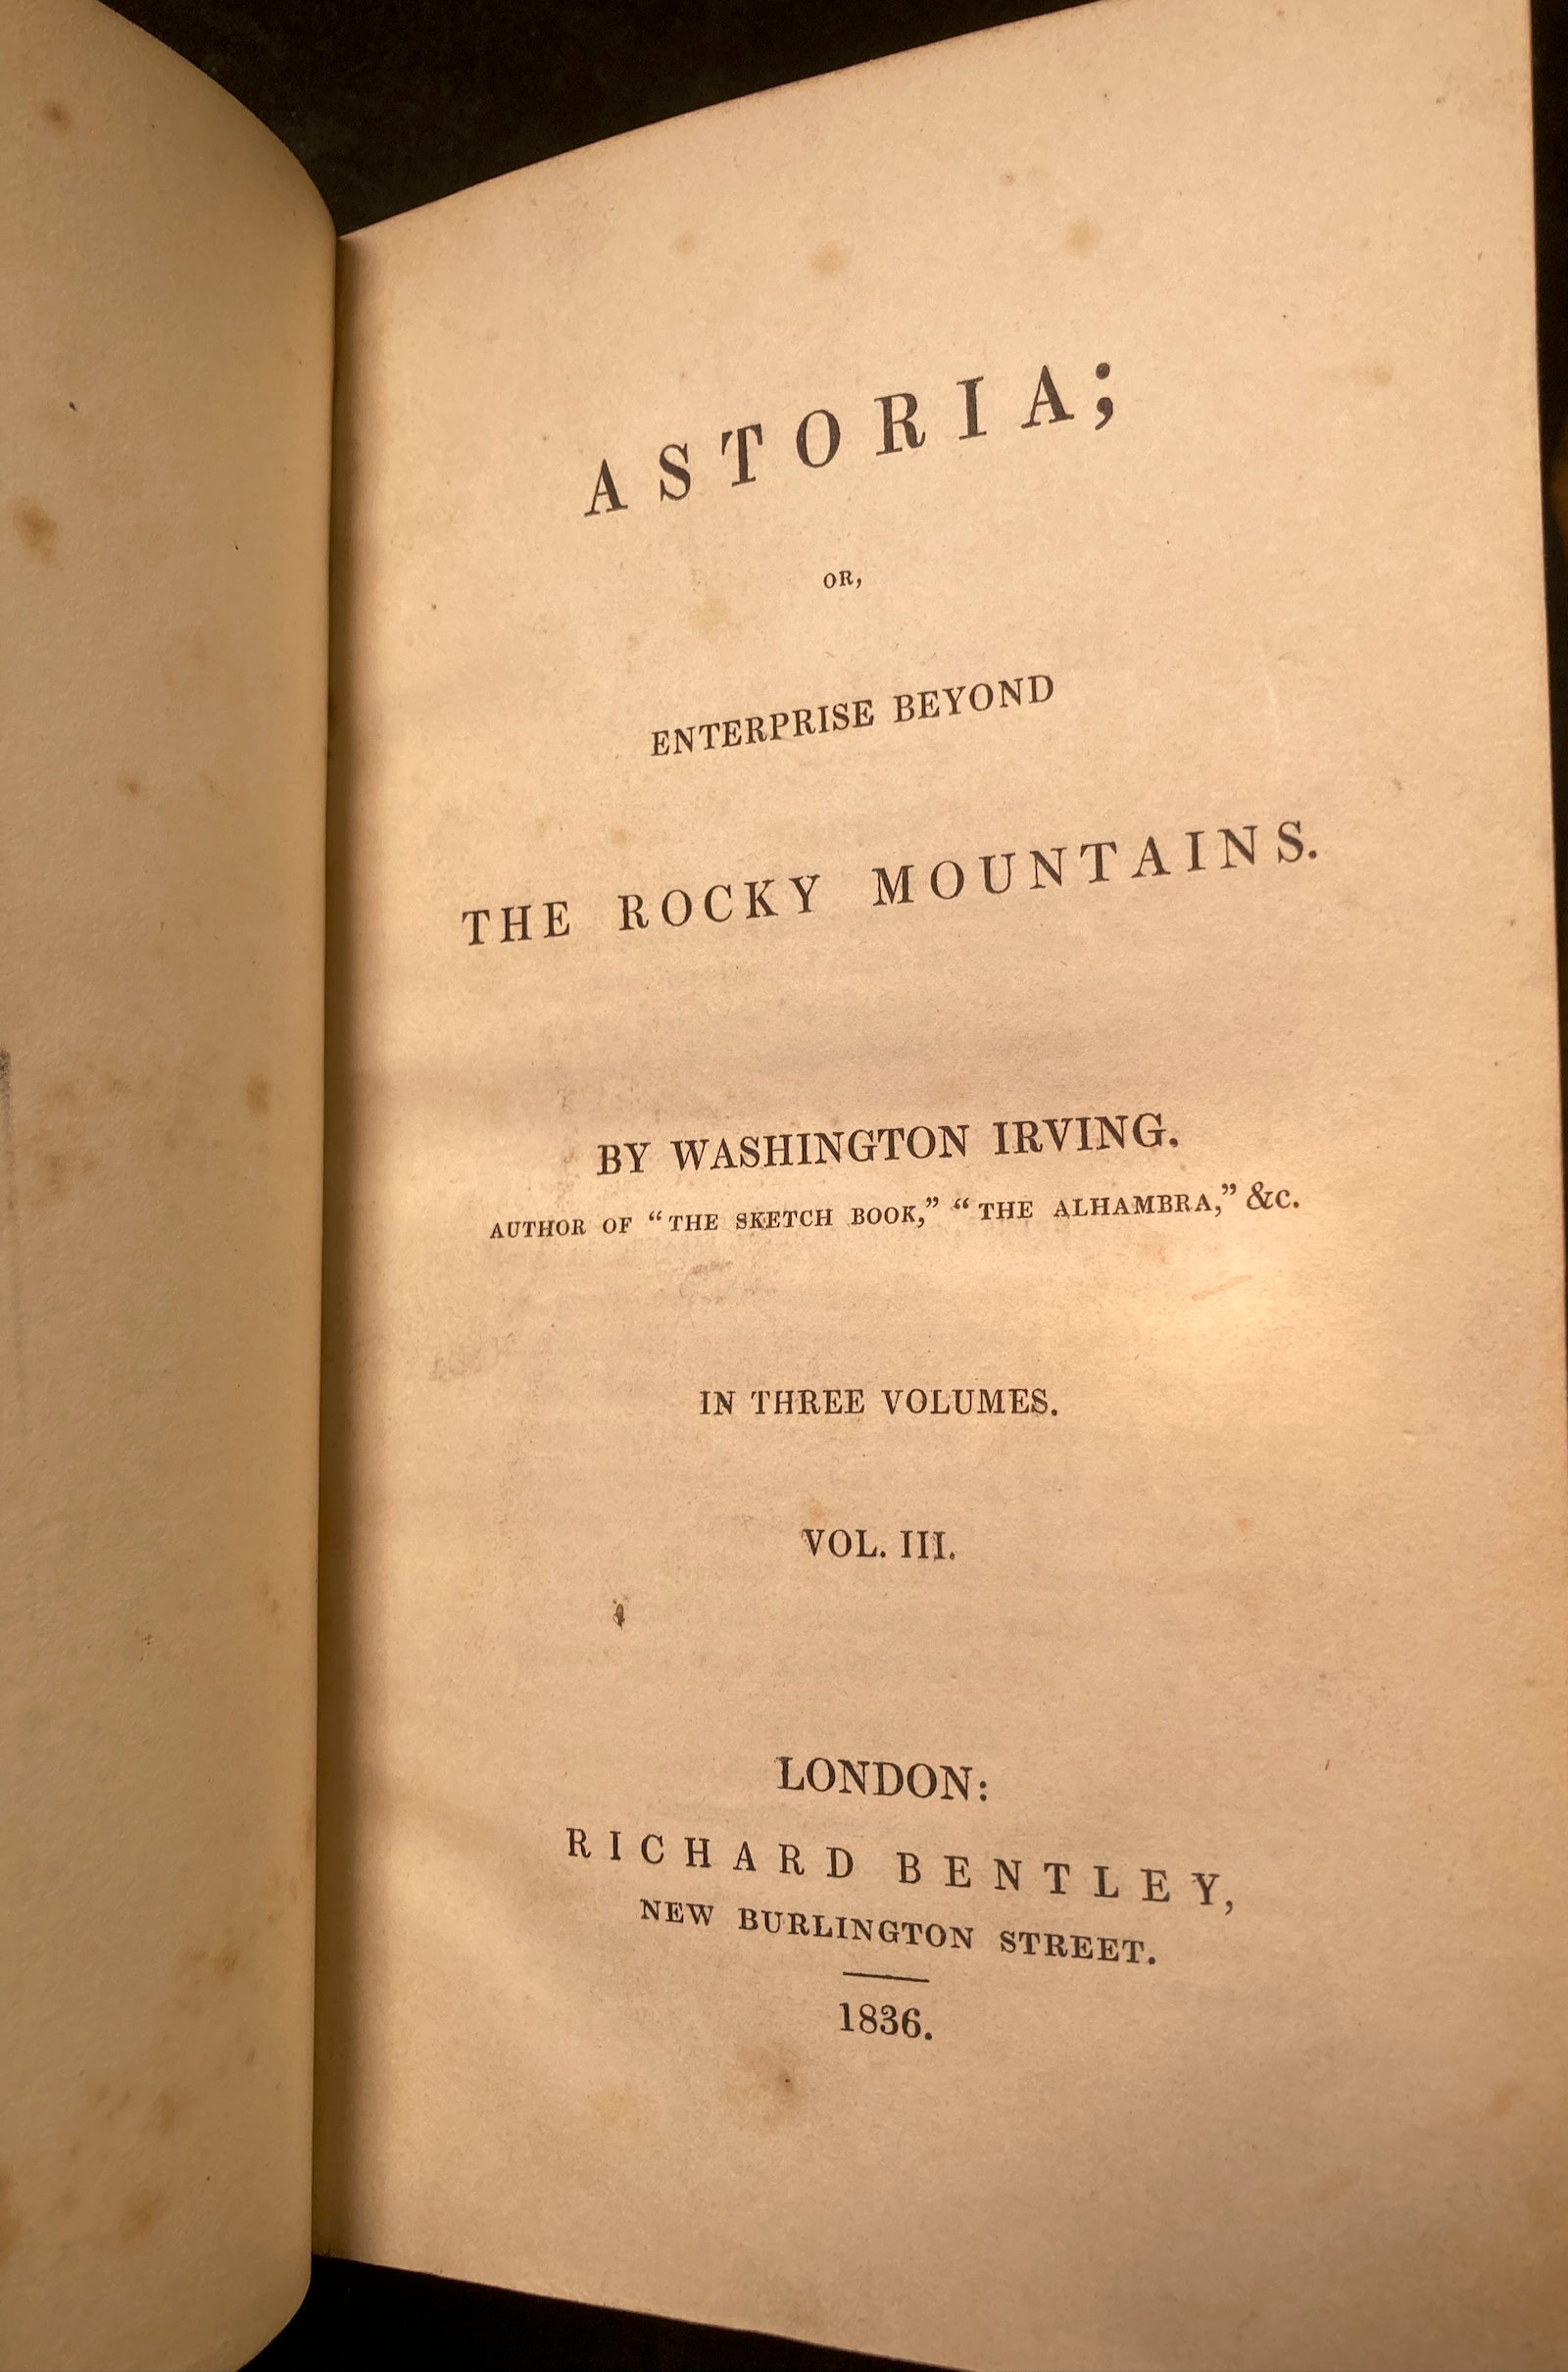 ASTORIA;
OR,
ENTERPRISE BEYOND
THE ROCKY MOUNTAINS.
BY WASHINGTON IRVING.
AUTHOR OF “THE SKETCH BOOK,” “THE ALHAMBRA,” &c.
IN THREE VOLUMES.
VOL. III.
LONDON:
RICHARD BENTLEY,
NEW BURLINGTON STREET.
1836.